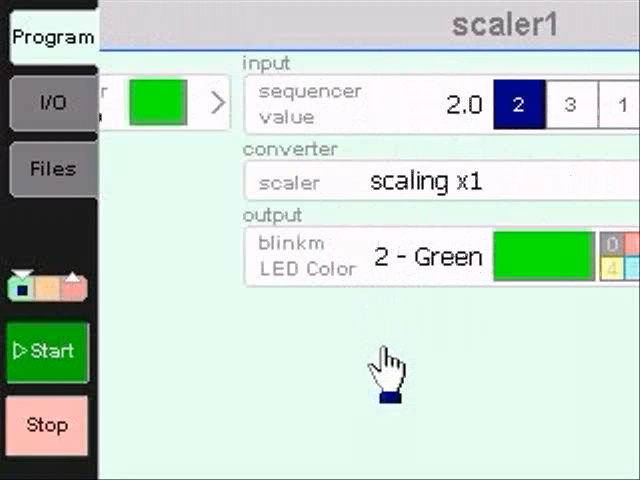 scaler1
Program
I/O
Files
Start
Stop
input
sequencer
value
2.0
2
3
1
converter
scaler
scaling x1
output
blinkm
LED Color
2 - Green
0
4